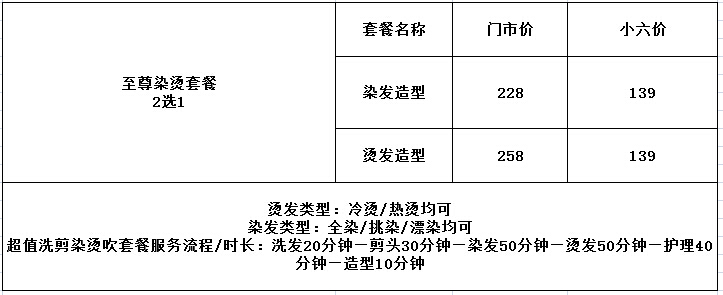 套餐名称 门市价 小六价
至尊染烫套餐
2选1
染发造型 228 139
烫发造型 258 139
烫发类型：冷烫/热烫均可
染发类型：全染/挑染/漂染均可
超值洗剪染烫吹套餐服务流程/时长：洗发20分钟－剪头30分钟－染发50分钟－烫发50分钟－护理40
分钟－造型10分钟